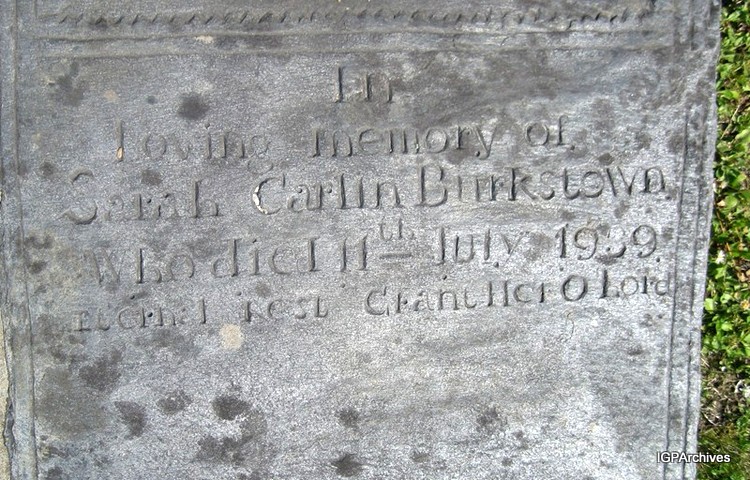 In
Loving memory of
Sarah Carlin Burkstown
Who died 11th July 1939
Eternal Rest Grant Her O Lord
IGPArchives